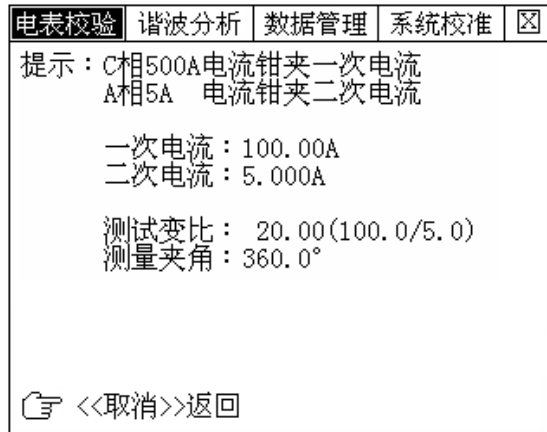 电表校验 谐波分析 数据管理 系统校准
提示：C相500A电流钳夹一次电流
A相5A 电流钳夹二次电流
一次电流：100.00A
二次电流：5.000A
测试变比： 20.00(100.0/5.0)
测量夹角：360.0°
<<取消>>返回